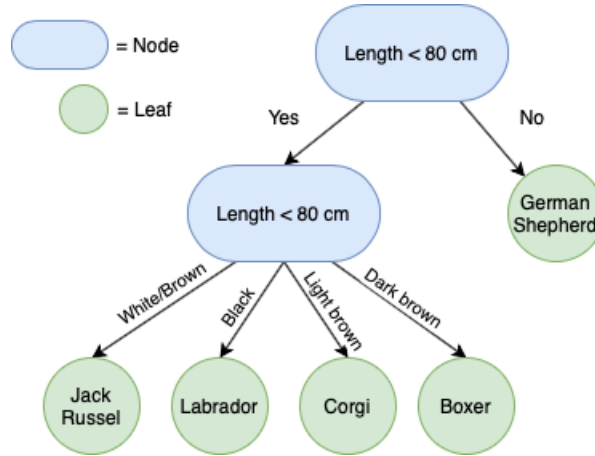 = Node
Length < 80 cm
= Leaf
Yes
No
German
Shepherd
Length < 80 cm
White/Brown
Black
Light brown
Dark brown
Jack
Russel
Labrador
Corgi
Boxer